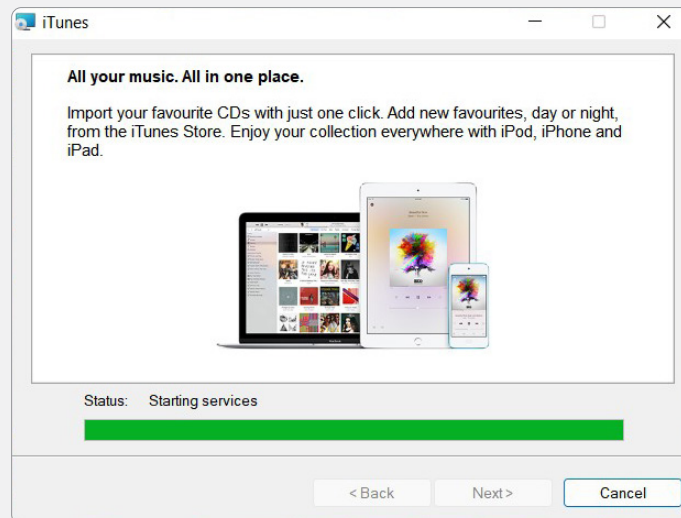 iTunes
All your music. All in one place.
Import your favourite CDs with just one click. Add new favourites, day or night,
from the iTunes Store. Enjoy your collection everywhere with iPod, iPhone and
iPad.
Status: Starting services
< Back Next > Cancel